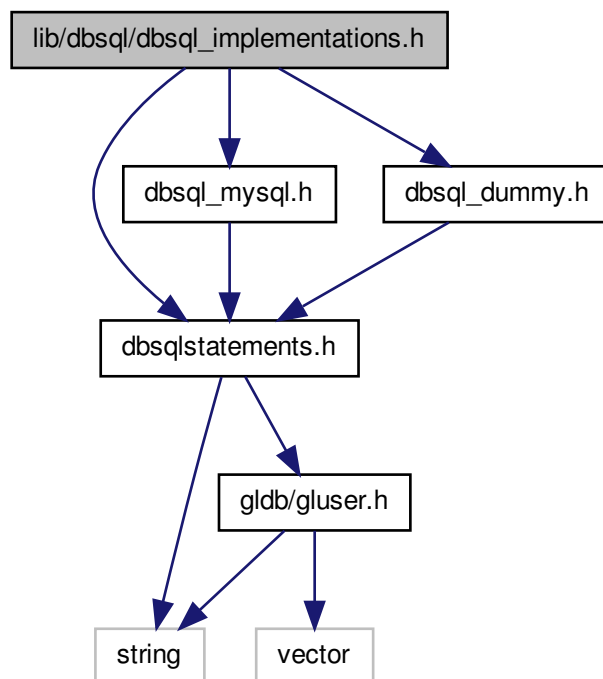 lib/dbsql/dbsql_implementations.h
dbsql_mysql.h
dbsql_dummy.h
dbsqlstatements.h
gldb/gluser.h
string
vector